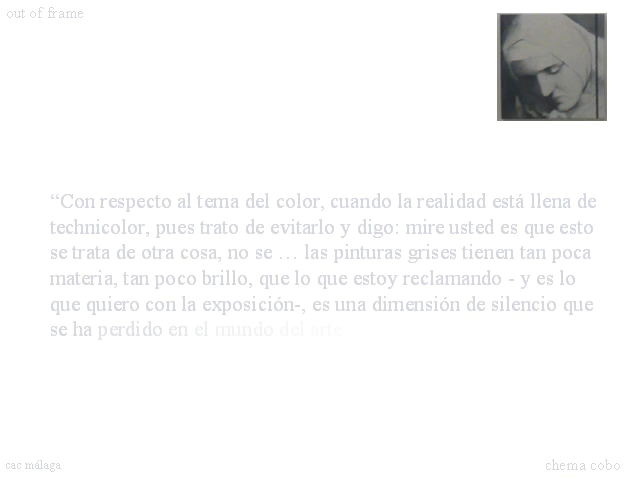 out of frame
“Con respecto al tema del color, cuando la realidad está llena de
technicolor, pues trato de evitarlo y digo: mire usted es que esto
se trata de otra cosa, no se … las pinturas grises tienen tan poca
materia, tan poco brillo, que lo que estoy reclamando - y es lo
que quiero con la exposición-, es una dimensión de silencio que
se ha perdido en el mundo del arte
cac málaga
chema cobo